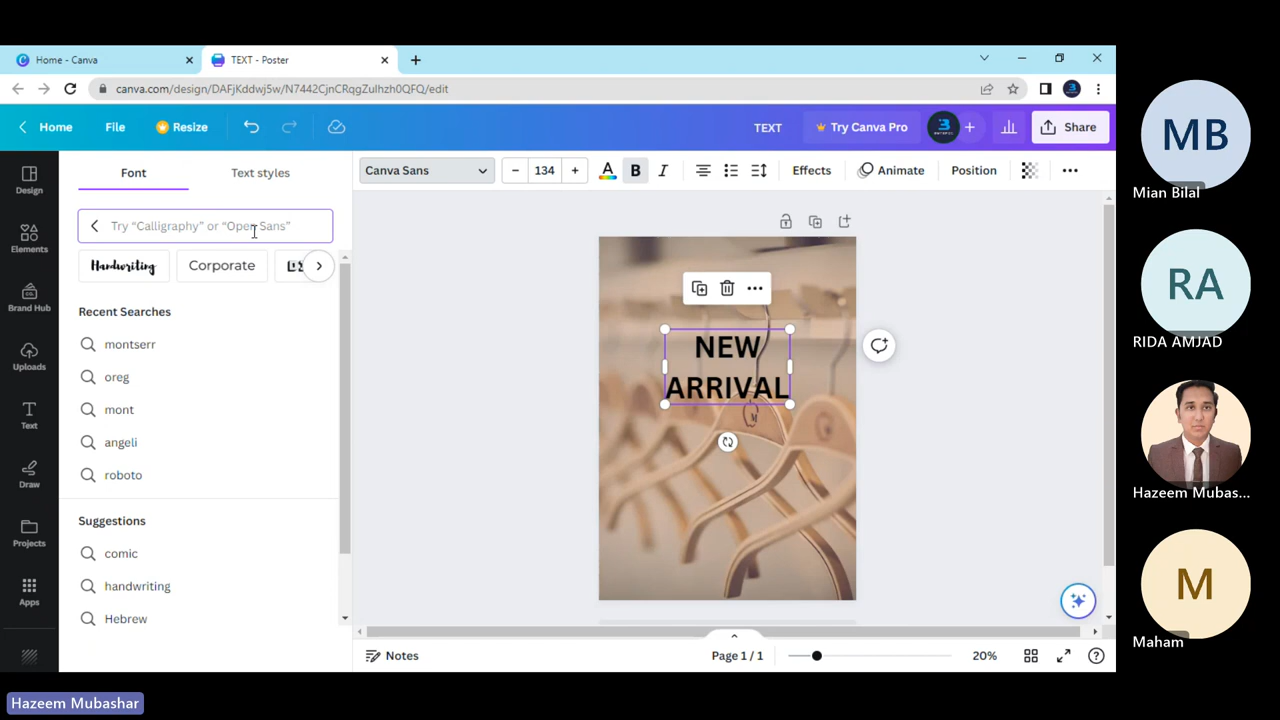 Home - Canva
TEXT - Poster
canva.com/design/DAFjKddwj5w/N7442CjnCRqgZulhzh0QFQ/edit
Home
File
Resize
TEXT
Try Canva Pro
Share
Design
Elements
Brand Hub
Uploads
Text
Draw
Projects
Apps
Font
Text styles
Try “Calligraphy” or “Open Sans”
Handwriting
Corporate
Recent Searches
montserr
oreg
mont
angeli
roboto
Suggestions
comic
handwriting
Hebrew
Canva Sans
134
A
B
I
Effects
Animate
Position
NEW
ARRIVAL
M
Notes
Page 1 / 1
20%
MB
Mian Bilal
RA
RIDA AMJAD
Hazeem Mubas...
M
Maham
Hazeem Mubashar